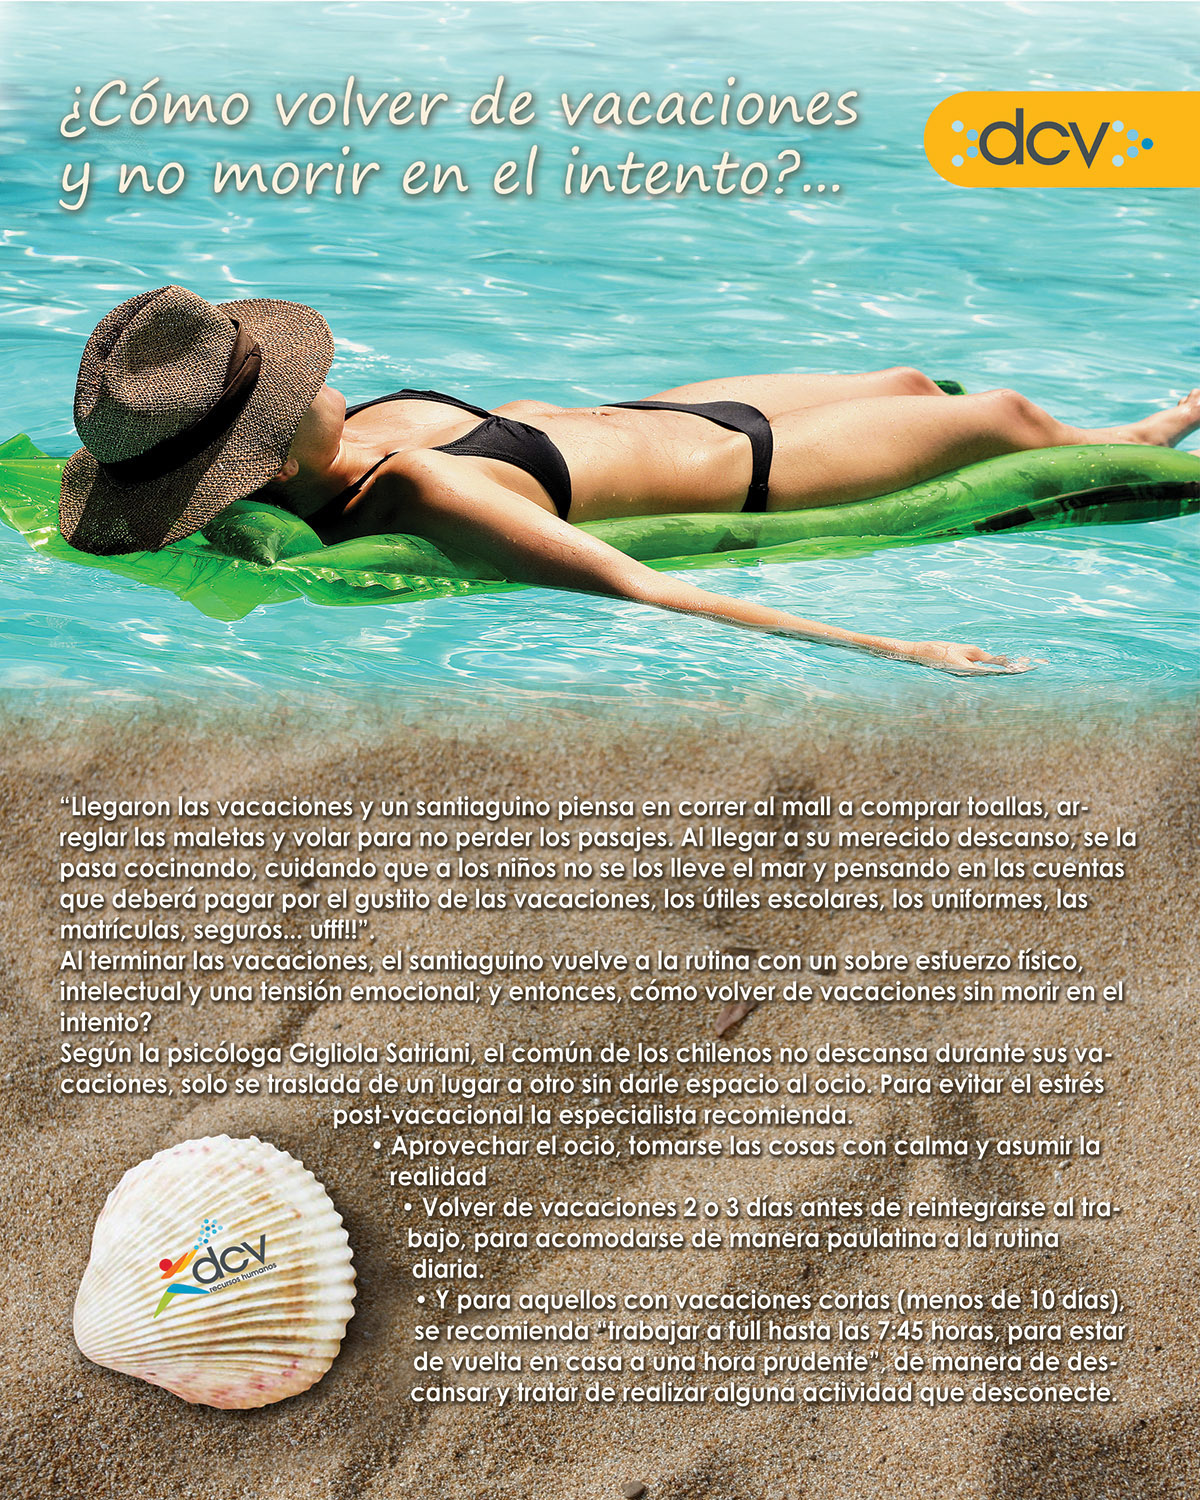 ¿Cómo volver de vacaciones
y no morir en el intento?...
dcv
“Llegaron las vacaciones y un santiaguino piensa en correr al mall a comprar toallas, ar-
reglar las maletas y volar para no perder los pasajes. Al llegar a su merecido descanso, se la
pasa cocinando, cuidando que a los niños no se los lleve el mar y pensando en las cuentas
que deberá pagar por el gustito de las vacaciones, los útiles escolares, los uniformes, las
matrículas, seguros... ufff!!”.
Al terminar las vacaciones, el santiaguino vuelve a la rutina con un sobre esfuerzo físico,
intelectual y una tensión emocional; y entonces, cómo volver de vacaciones sin morir en el
intento?
Según la psicóloga Gigliola Satriani, el común de los chilenos no descansa durante sus va-
caciones, solo se traslada de un lugar a otro sin darle espacio al ocio. Para evitar el estrés
post-vacacional la especialista recomienda.
• Aprovechar el ocio, tomarse las cosas con calma y asumir la
realidad
• Volver de vacaciones 2 o 3 días antes de reintegrarse al tra-
bajo, para acomodarse de manera paulatina a la rutina
diaria.
• Y para aquellos con vacaciones cortas (menos de 10 días),
se recomienda “trabajar a full hasta las 7:45 horas, para estar
de vuelta en casa a una hora prudente”, de manera de des-
cansar y tratar de realizar alguna actividad que desconecte.
dcv
recursos humanos